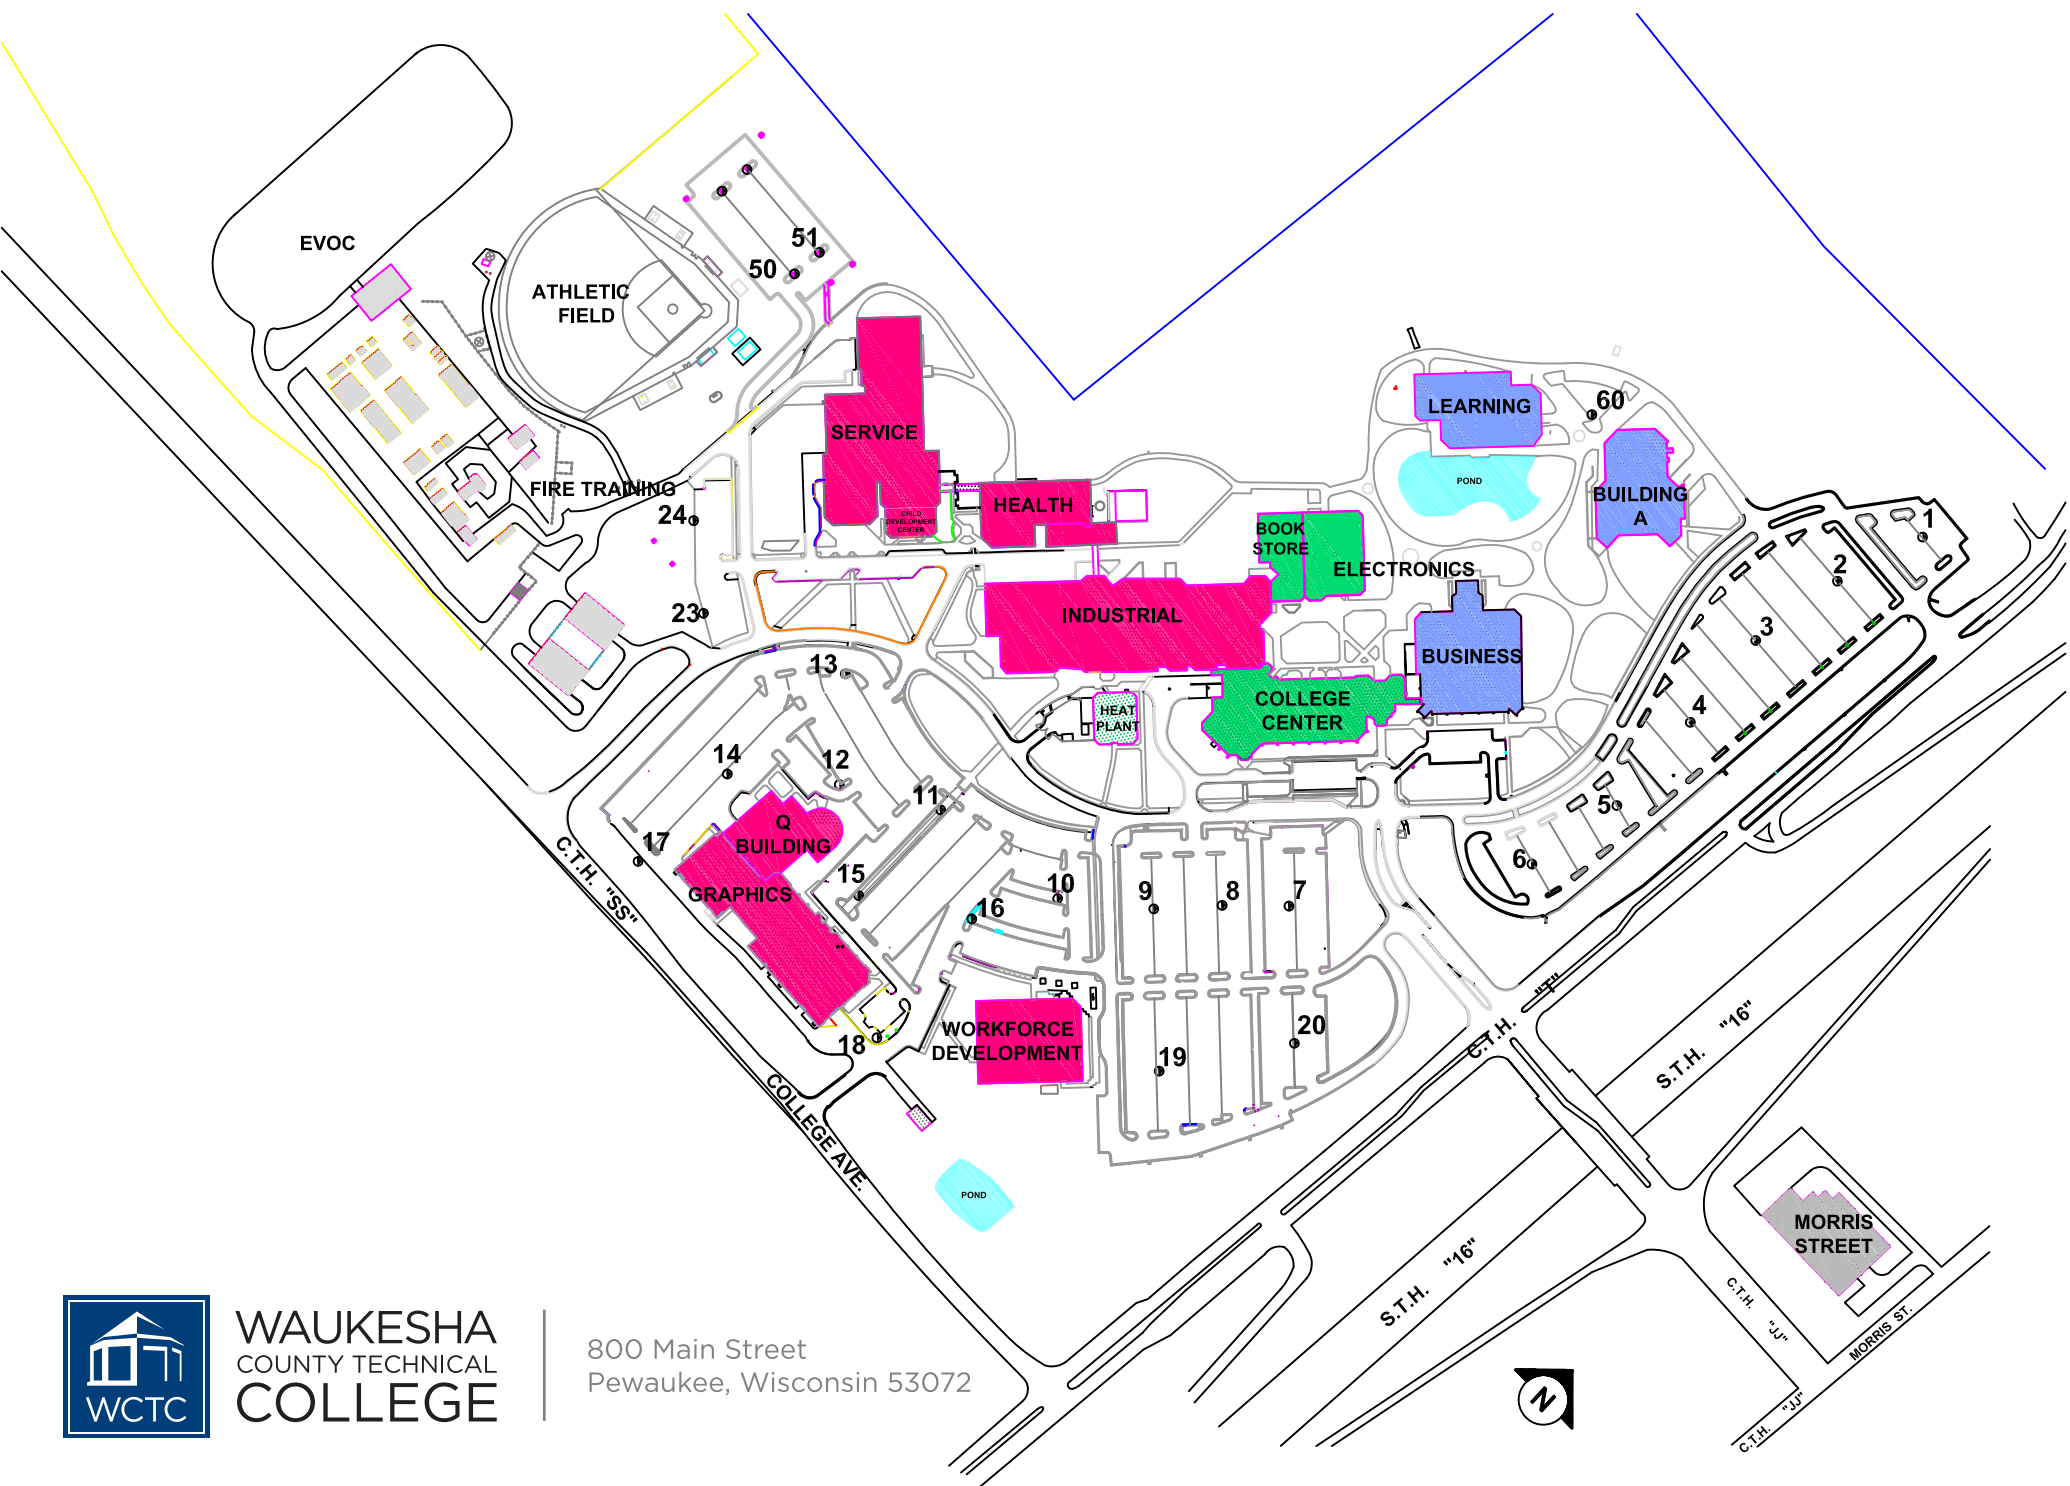 EVOC
ATHLETIC
FIELD
51
50
SERVICE
CHILD
DEVELOPMENT
CENTER
HEALTH
FIRE TRAINING
24
23
LEARNING
60
POND
BUILDING
A
BOOK
STORE
ELECTRONICS
INDUSTRIAL
BUSINESS
COLLEGE
CENTER
HEAT
PLANT
1
2
3
4
5
6
13
14
12
11
17
Q
BUILDING
GRAPHICS
15
16
10
9
8
7
18
WORKFORCE
DEVELOPMENT
19
20
C.T.H. "SS"
COLLEGE AVE.
POND
C.T.H. "T"
S.T.H. "16"
S.T.H. "16"
MORRIS
STREET
C.T.H. "JJ"
MORRIS ST.
C.T.H. "JJ"
N
WCTC
WAUKESHA
COUNTY TECHNICAL
COLLEGE
800 Main Street
Pewaukee, Wisconsin 53072